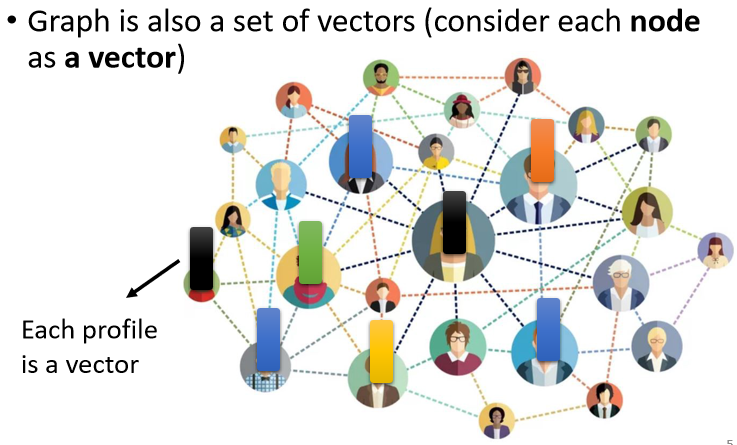 • Graph is also a set of vectors (consider each node
as a vector)
Each profile
is a vector
5